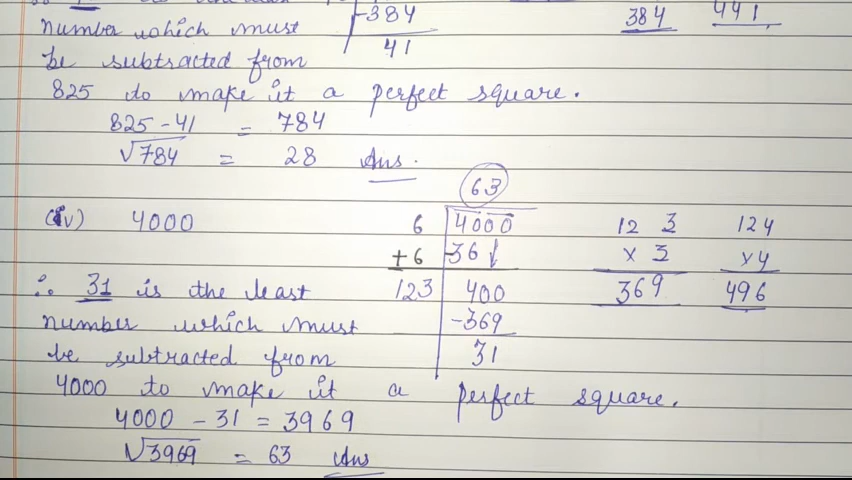 number which must -384 384 441
be subtracted from 41
825 to make it a perfect square.
825 - 41 = 784
√784 = 28 Ans.
63
(iv) 4000 6 4000 12 3 124
+6 -36↓ x 3 x4
∴ 31 is the least 123 400 369 496
number which must -369
be subtracted from 31
4000 to make it a perfect square.
4000 - 31 = 3969
√3969 = 63 Ans